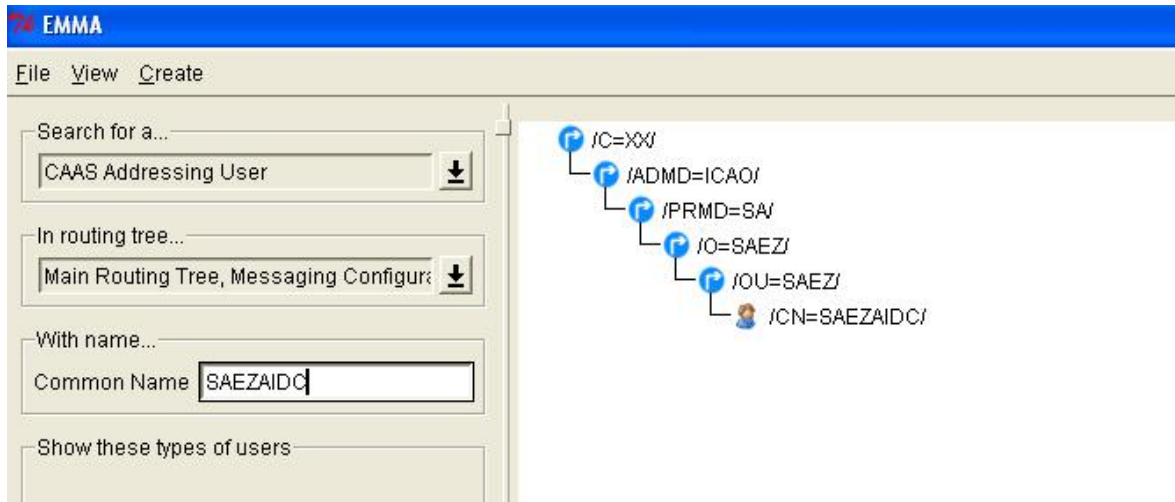 EMMA
File View Create
Search for a...
CAAS Addressing User
In routing tree...
Main Routing Tree, Messaging
With name...
Common Name SAEZAIDC
Show these types of users
/C=XX/
/ADMD=ICAO/
/PRMD=SA/
/O=SAEZ/
/OU=SAEZ/
/CN=SAEZAIDC/